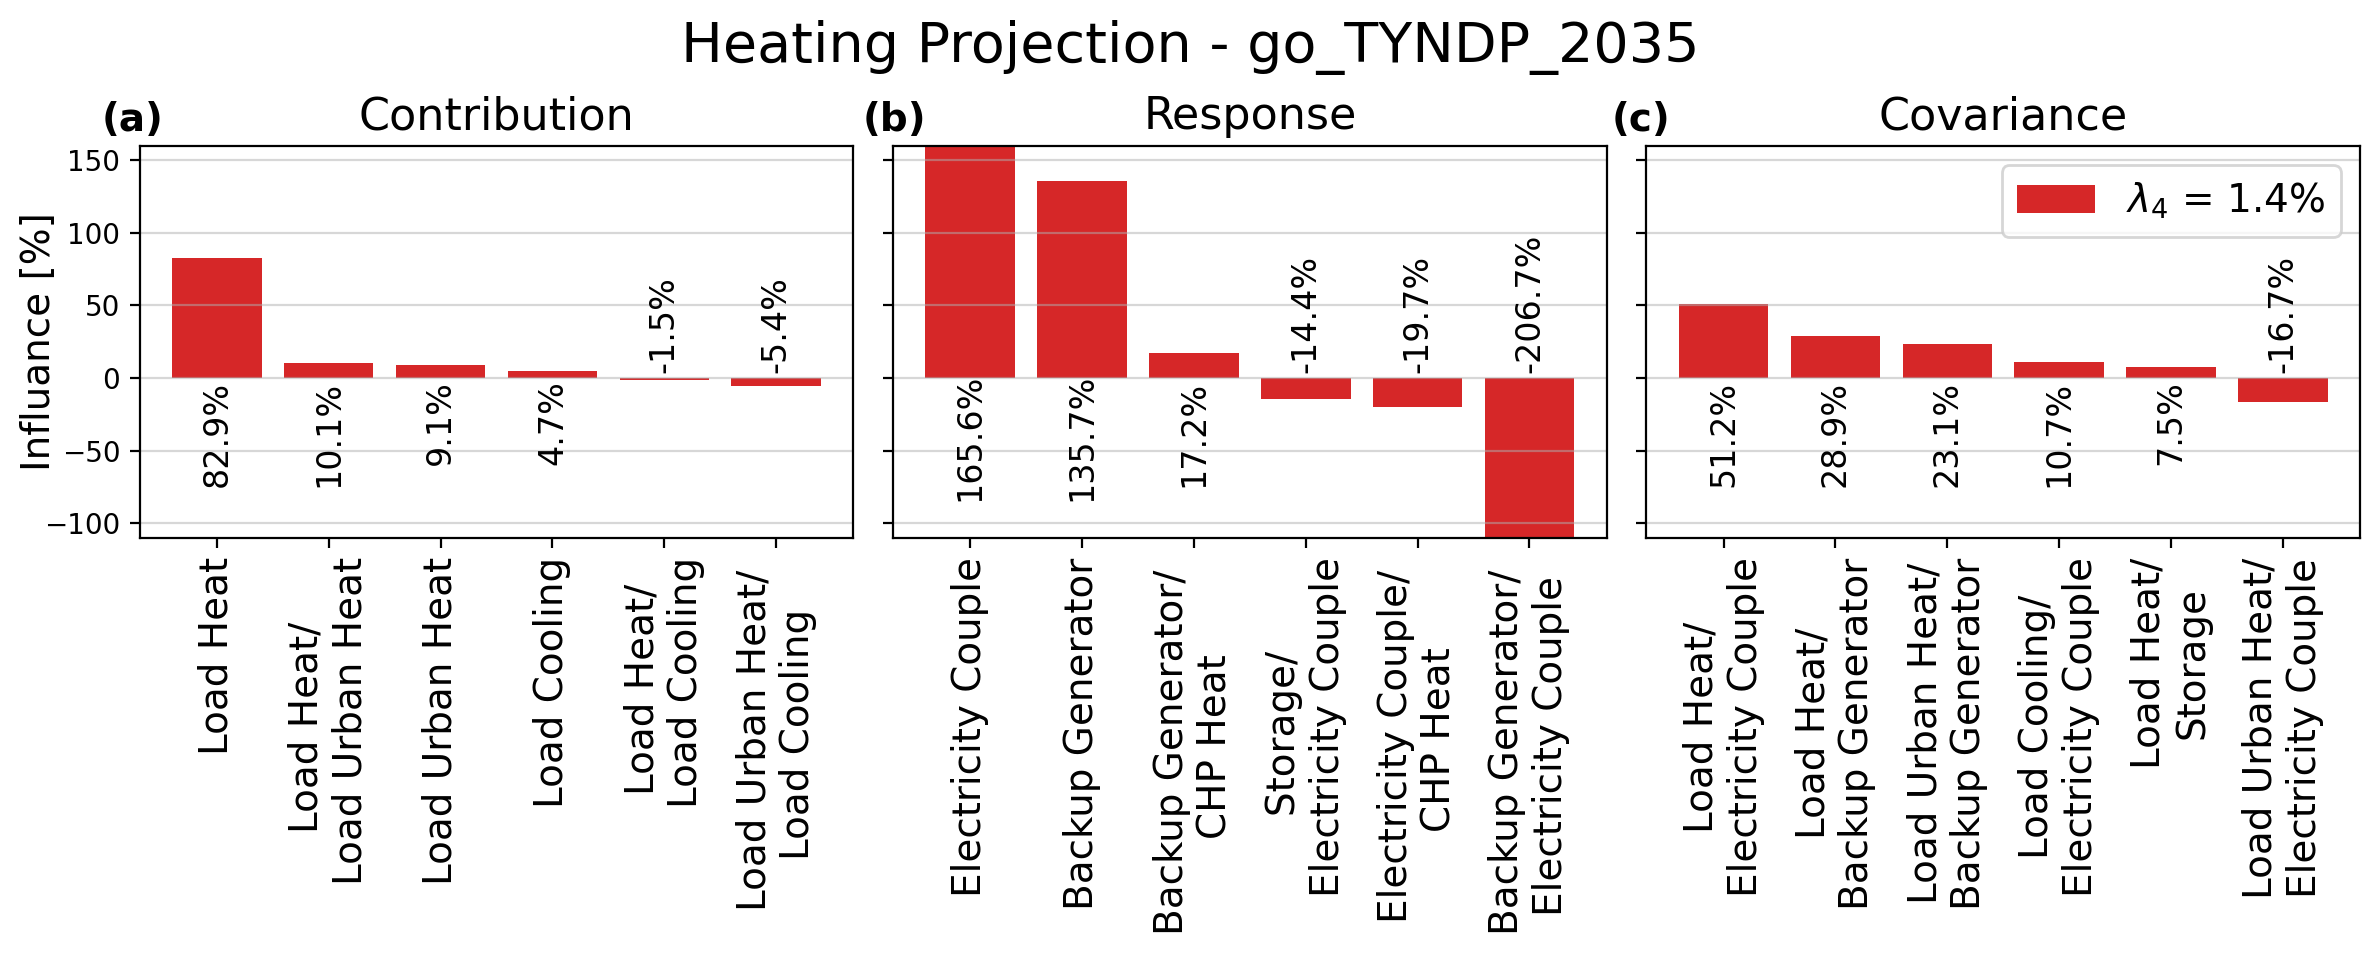 Heating Projection - go_TYNDP_2035
(a)
Contribution
Influance [%]
150
100
50
0
−50
−100
82.9%
10.1%
9.1%
4.7%
-1.5%
-5.4%
Load Heat
Load Heat/
Load Urban Heat
Load Urban Heat
Load Cooling
Load Heat/
Load Cooling
Load Urban Heat/
Load Cooling
(b)
Response
165.6%
135.7%
17.2%
-14.4%
-19.7%
-206.7%
Electricity Couple
Backup Generator
Backup Generator/
CHP Heat
Storage/
Electricity Couple
Electricity Couple/
CHP Heat
Backup Generator/
Electricity Couple
(c)
Covariance
λ4 = 1.4%
51.2%
28.9%
23.1%
10.7%
7.5%
-16.7%
Load Heat/
Electricity Couple
Load Heat/
Backup Generator
Load Urban Heat/
Backup Generator
Load Cooling/
Electricity Couple
Load Heat/
Storage
Load Urban Heat/
Electricity Couple